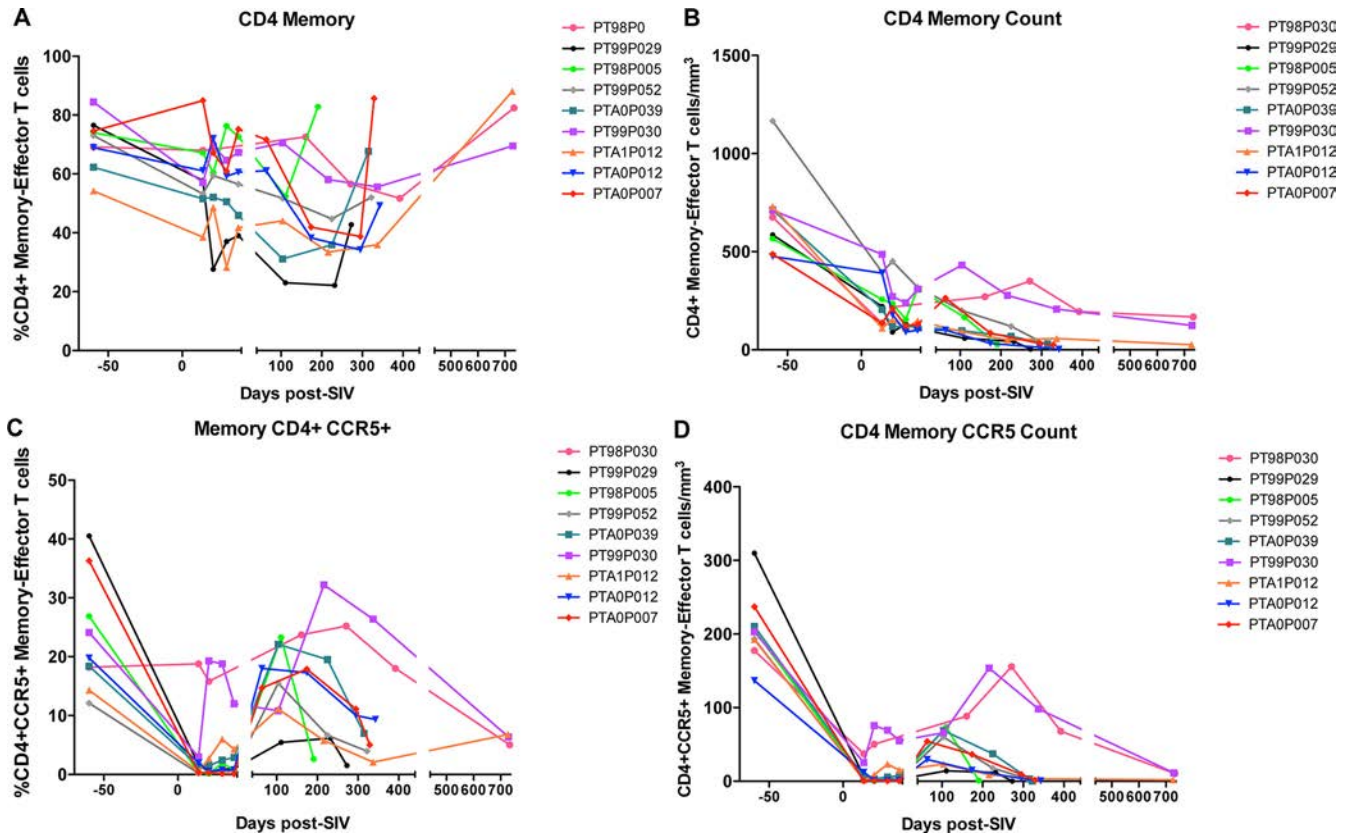 A
CD4 Memory
%CD4+ Memory-Effector T cells
100
80
60
40
20
0
-50 0 100 200 300 400 500 600 700
Days post-SIV
PT98P0
PT99P029
PT98P005
PT99P052
PTA0P039
PT99P030
PTA1P012
PTA0P012
PTA0P007
B
CD4 Memory Count
CD4+ Memory-Effector T cells/mm³
1500
1000
500
0
-50 0 100 200 300 400 500 600 700
Days post-SIV
PT98P030
PT99P029
PT98P005
PT99P052
PTA0P039
PT99P030
PTA1P012
PTA0P012
PTA0P007
C
Memory CD4+ CCR5+
%CD4+CCR5+ Memory-Effector T cells
50
40
30
20
10
0
-50 0 100 200 300 400 500 600 700
Days post-SIV
PT98P030
PT99P029
PT98P005
PT99P052
PTA0P039
PT99P030
PTA1P012
PTA0P012
PTA0P007
D
CD4 Memory CCR5 Count
CD4+CCR5+ Memory-Effector T cells/mm³
400
300
200
100
0
-50 0 100 200 300 400 500 600 700
Days post-SIV
PT98P030
PT99P029
PT98P005
PT99P052
PTA0P039
PT99P030
PTA1P012
PTA0P012
PTA0P007